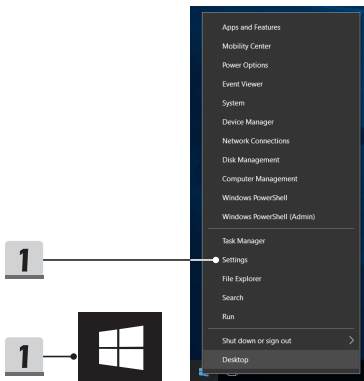 Apps and Features
Mobility Center
Power Options
Event Viewer
System
Device Manager
Network Connections
Disk Management
Computer Management
Windows PowerShell
Windows PowerShell (Admin)
Task Manager
1 Settings
File Explorer
Search
Run
Shut down or sign out
1
Desktop